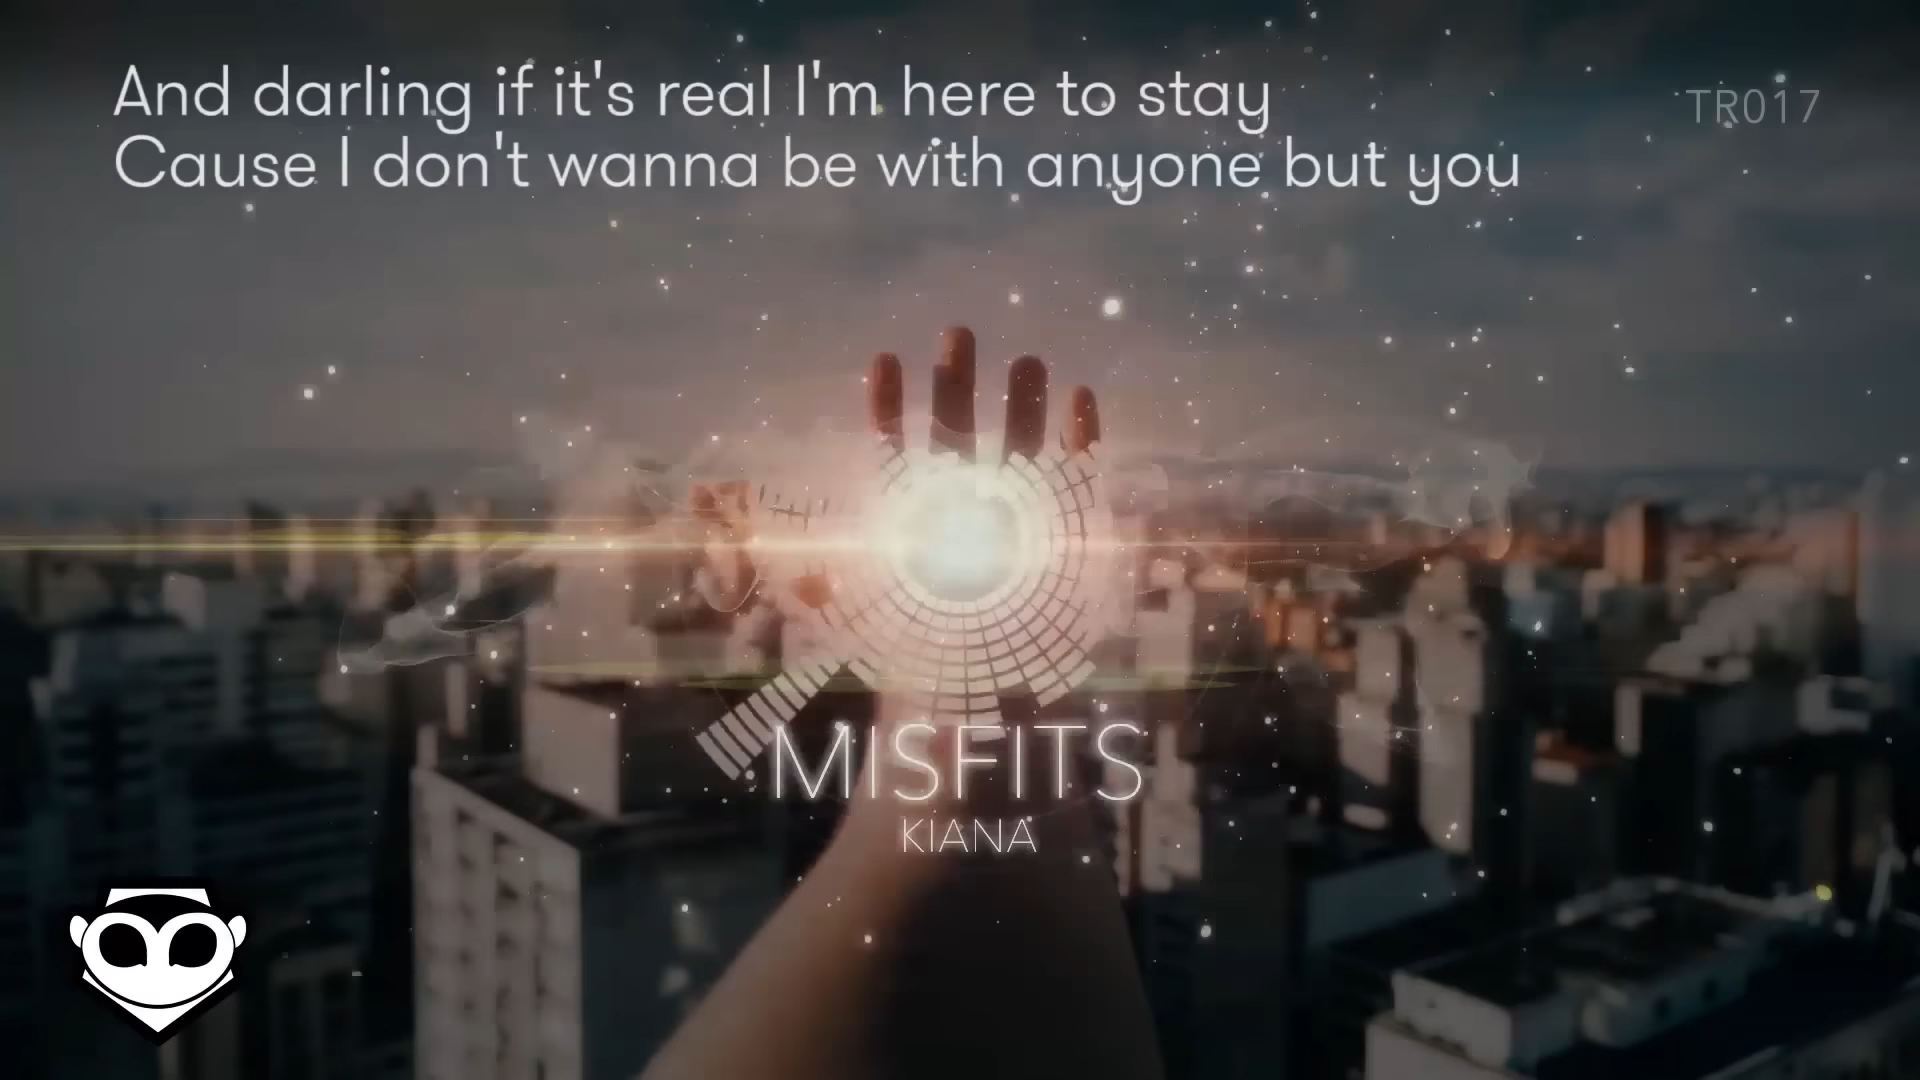 And darling if it's real I'm here to stay
Cause I don't wanna be with anyone but you
TR017
MISFITS
KIANA